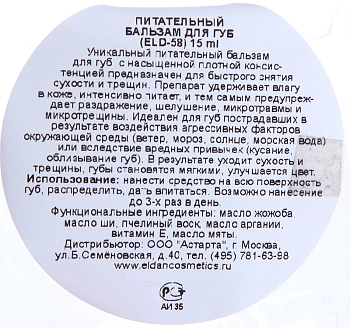 ПИТАТЕЛЬНЫЙ
БАЛЬЗАМ ДЛЯ ГУБ
(ELD-58) 15 ml
Уникальный питательный бальзам
для губ с насыщенной плотной консис-
тенцией предназначен для быстрого снятия
сухости и трещин. Препарат удерживает влагу
в коже, интенсивно питает, и тем самым предупреж-
дает раздражение, шелушение, микротравмы и
микротрещины. Идеален для губ пострадавших в
результате воздействия агрессивных факторов
окружающей среды (ветер, мороз, солнце, морская вода)
или вследствие вредных привычек (кусание,
облизывание губ). В результате уходит сухость и
трещины, губы становятся мягкими, улучшается цвет.
Использование: нанести средство на всю поверхность
губ, распределить, дать впитаться. Возможно нанесение
до 3-х раз в день.
Функциональные ингредиенты: масло жожоба,
масло ши, пчелиный воск, масло аргании,
витамин Е, масло мяты.
Дистрибьютор: ООО "Астарта", г. Москва,
ул.Б.Семёновская, д.40, тел. (495) 781-63-98
www.eldancosmetics.ru
АИ 35